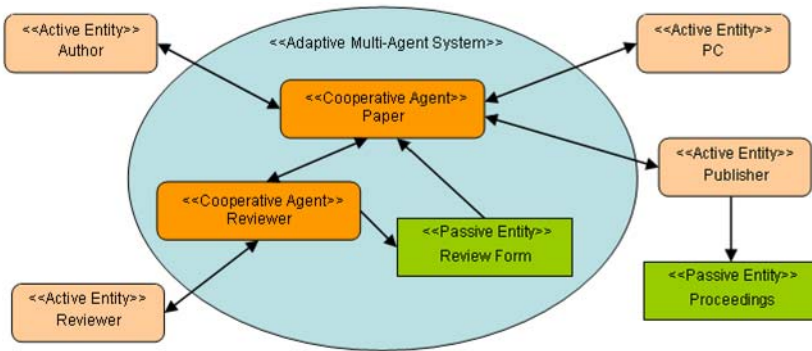 <<Active Entity>>
Author
<<Adaptive Multi-Agent System>>
<<Active Entity>>
PC
<<Cooperative Agent>>
Paper
<<Active Entity>>
Publisher
<<Cooperative Agent>>
Reviewer
<<Passive Entity>>
Review Form
<<Passive Entity>>
Proceedings
<<Active Entity>>
Reviewer